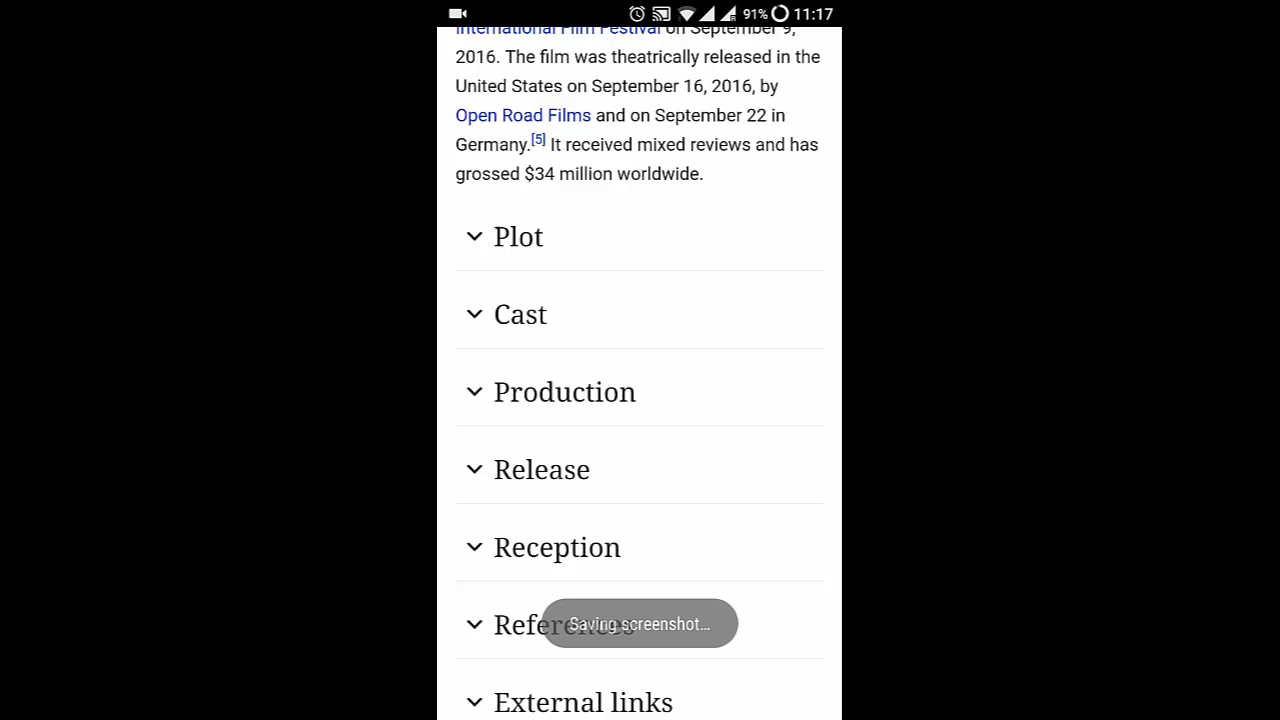 91% 11:17
International Film Festival on September 9,
2016. The film was theatrically released in the
United States on September 16, 2016, by
Open Road Films and on September 22 in
Germany.[5] It received mixed reviews and has
grossed $34 million worldwide.
Plot
Cast
Production
Release
Reception
References
Saving screenshot...
External links